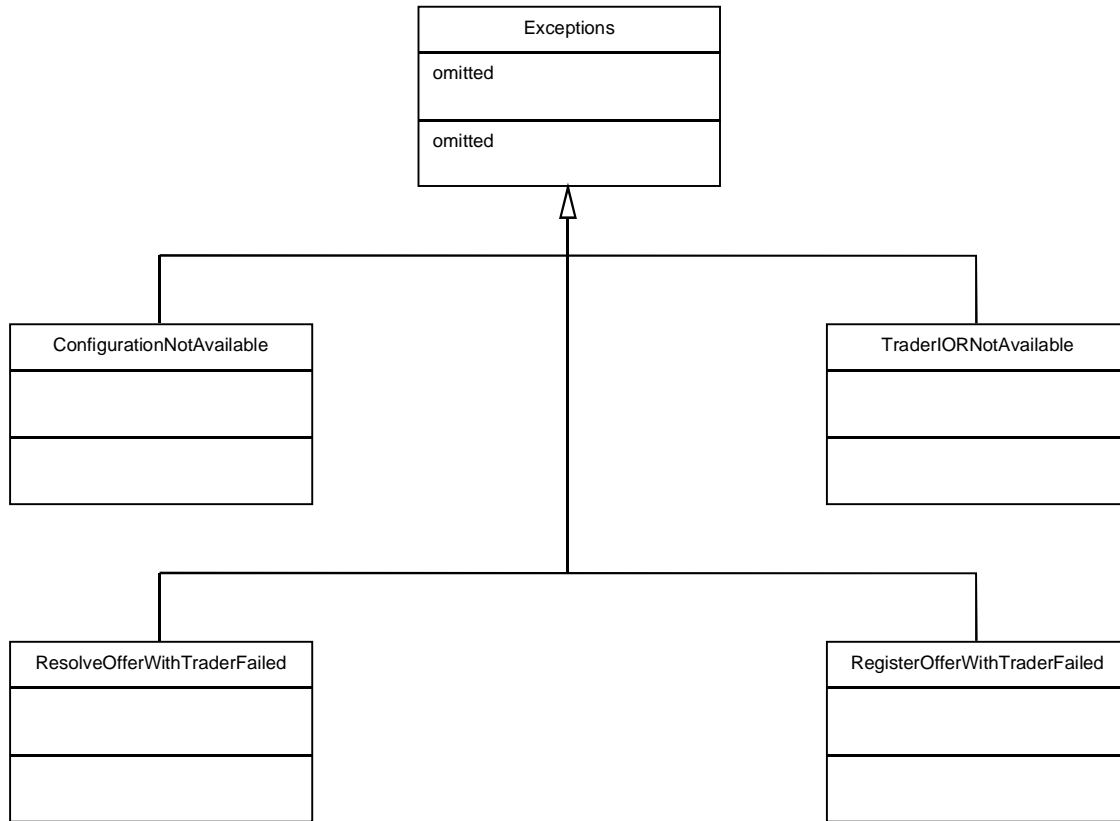 Exceptions
omitted
omitted
ConfigurationNotAvailable
TraderIORNotAvailable
ResolveOfferWithTraderFailed
RegisterOfferWithTraderFailed